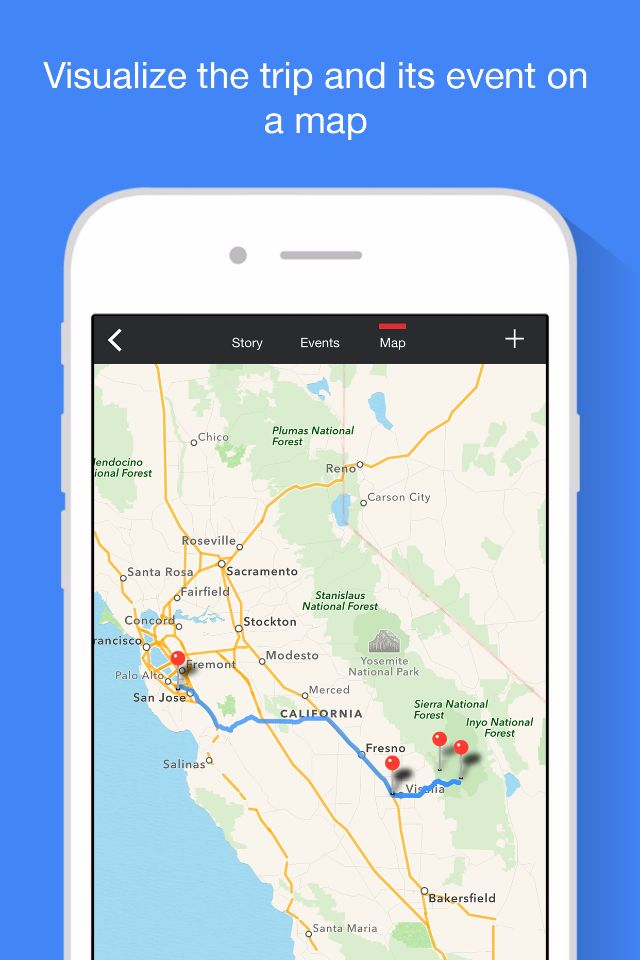 Visualize the trip and its event on
a map
Story
Events
Map
Chico
Plumas National
Forest
Mendocino
ional Forest
Reno
Carson City
Roseville
Sacramento
Santa Rosa
Fairfield
Stanislaus
National Forest
Concord
Stockton
rancisco
Modesto
Fremont
Yosemite
National Park
Palo Alto
Merced
San Jose
Sierra National
Forest
CALIFORNIA
Inyo National
Forest
Fresno
Salinas
Visalia
Bakersfield
Santa Maria